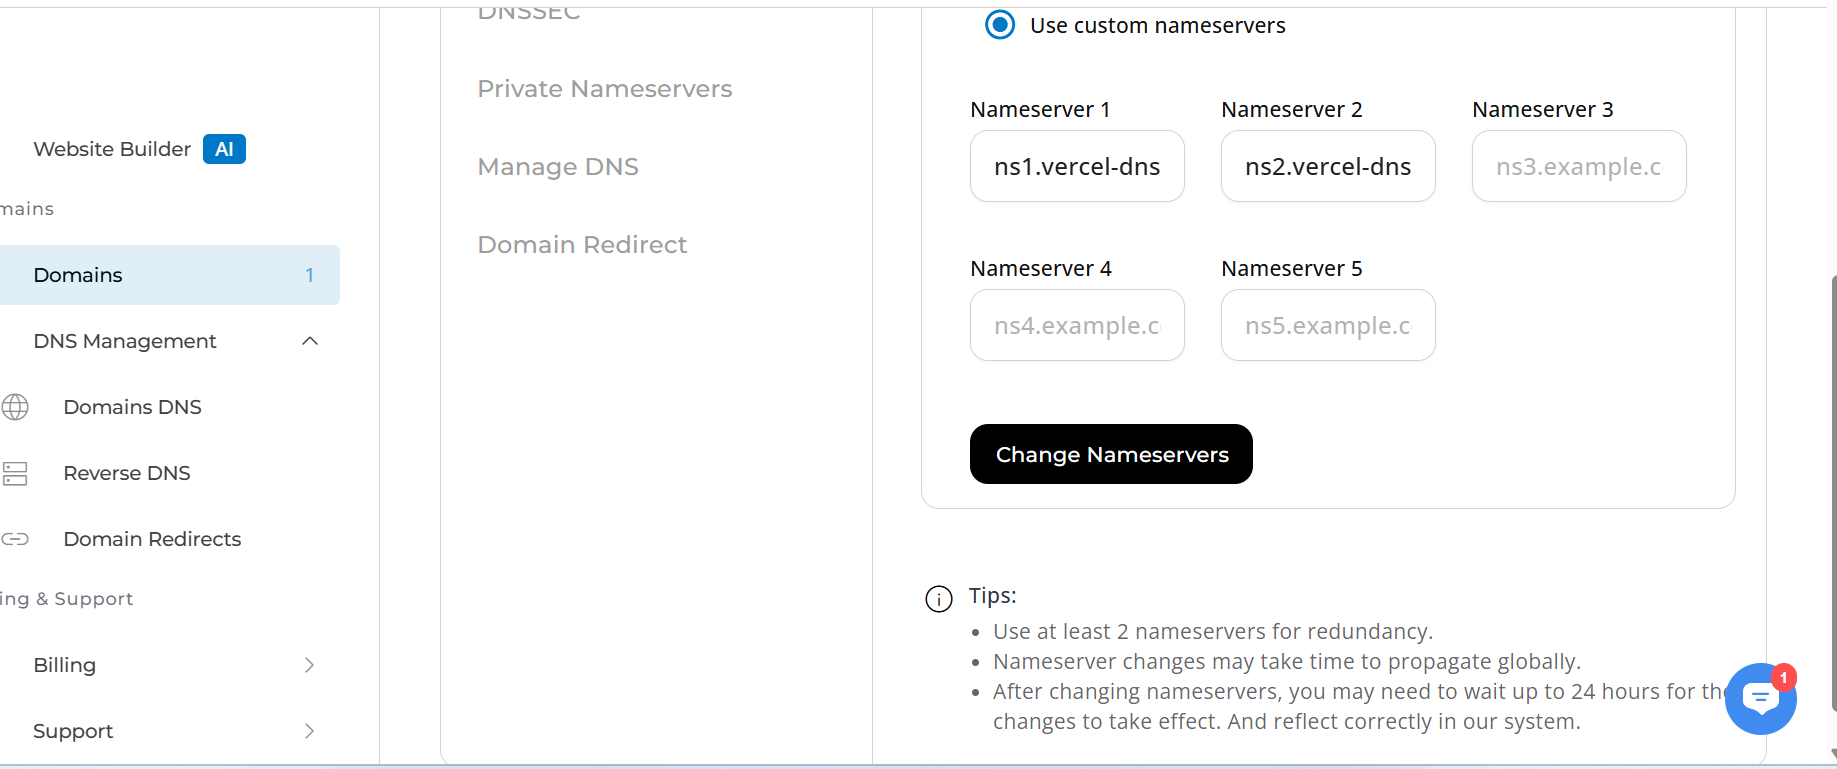 Website Builder AI
mains
Domains 1
DNS Management
Domains DNS
Reverse DNS
Domain Redirects
ing & Support
Billing
Support
DNSSEC
Private Nameservers
Manage DNS
Domain Redirect
Use custom nameservers
Nameserver 1 Nameserver 2 Nameserver 3
ns1.vercel-dns ns2.vercel-dns ns3.example.c
Nameserver 4 Nameserver 5
ns4.example.c ns5.example.c
Change Nameservers
Tips:
• Use at least 2 nameservers for redundancy.
• Nameserver changes may take time to propagate globally.
• After changing nameservers, you may need to wait up to 24 hours for the
changes to take effect. And reflect correctly in our system.
1